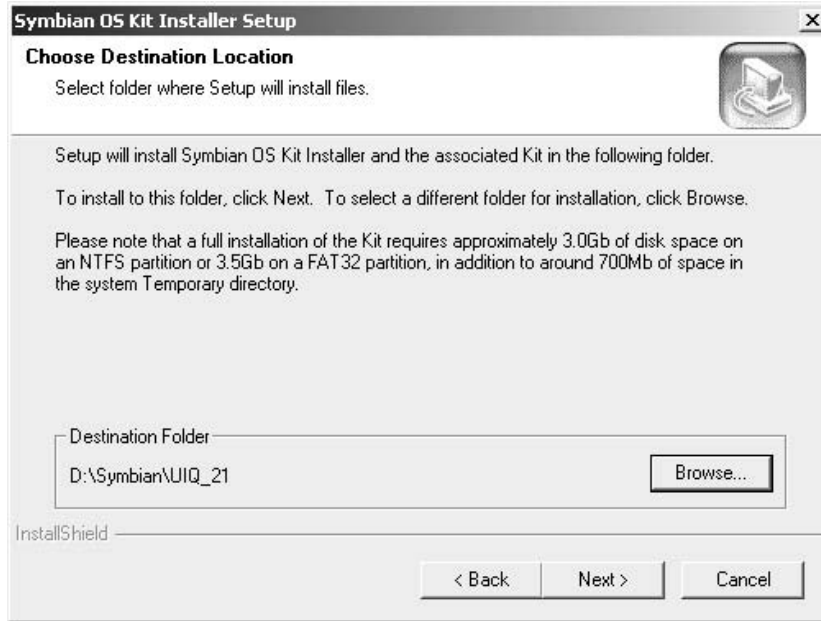 Symbian OS Kit Installer Setup
Choose Destination Location
Select folder where Setup will install files.
Setup will install Symbian OS Kit Installer and the associated Kit in the following folder.
To install to this folder, click Next. To select a different folder for installation, click Browse.
Please note that a full installation of the Kit requires approximately 3.0Gb of disk space on
an NTFS partition or 3.5Gb on a FAT32 partition, in addition to around 700Mb of space in
the system Temporary directory.
Destination Folder
D:\Symbian\UIQ_21
Browse...
InstallShield
< Back
Next >
Cancel